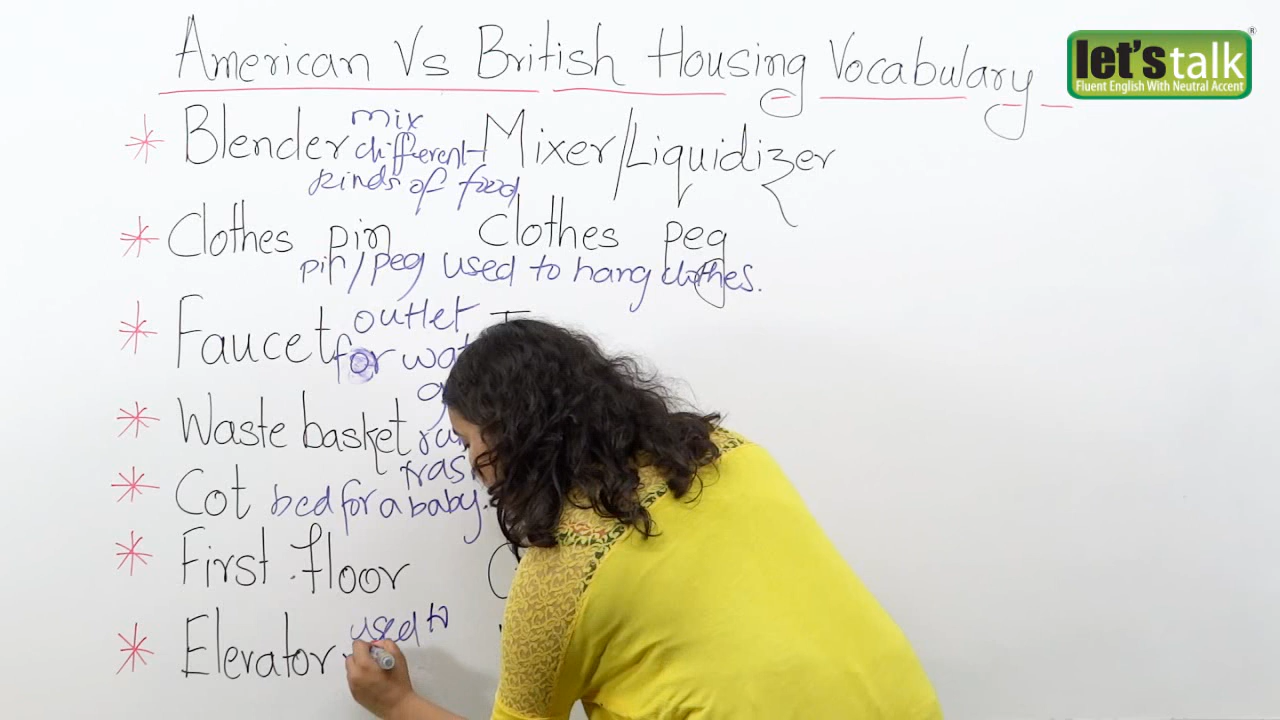 American Vs British Housing Vocabulary
let's talk
Fluent English With Neutral Accent
®
* Blender mix Mixer/Liquidizer
different
kinds of food
* Clothes pin Clothes peg
pin/peg used to hang clothes.
* Faucet outlet
for
* Waste basket
* Cot bed for a baby.
* First floor
* Elevator used to